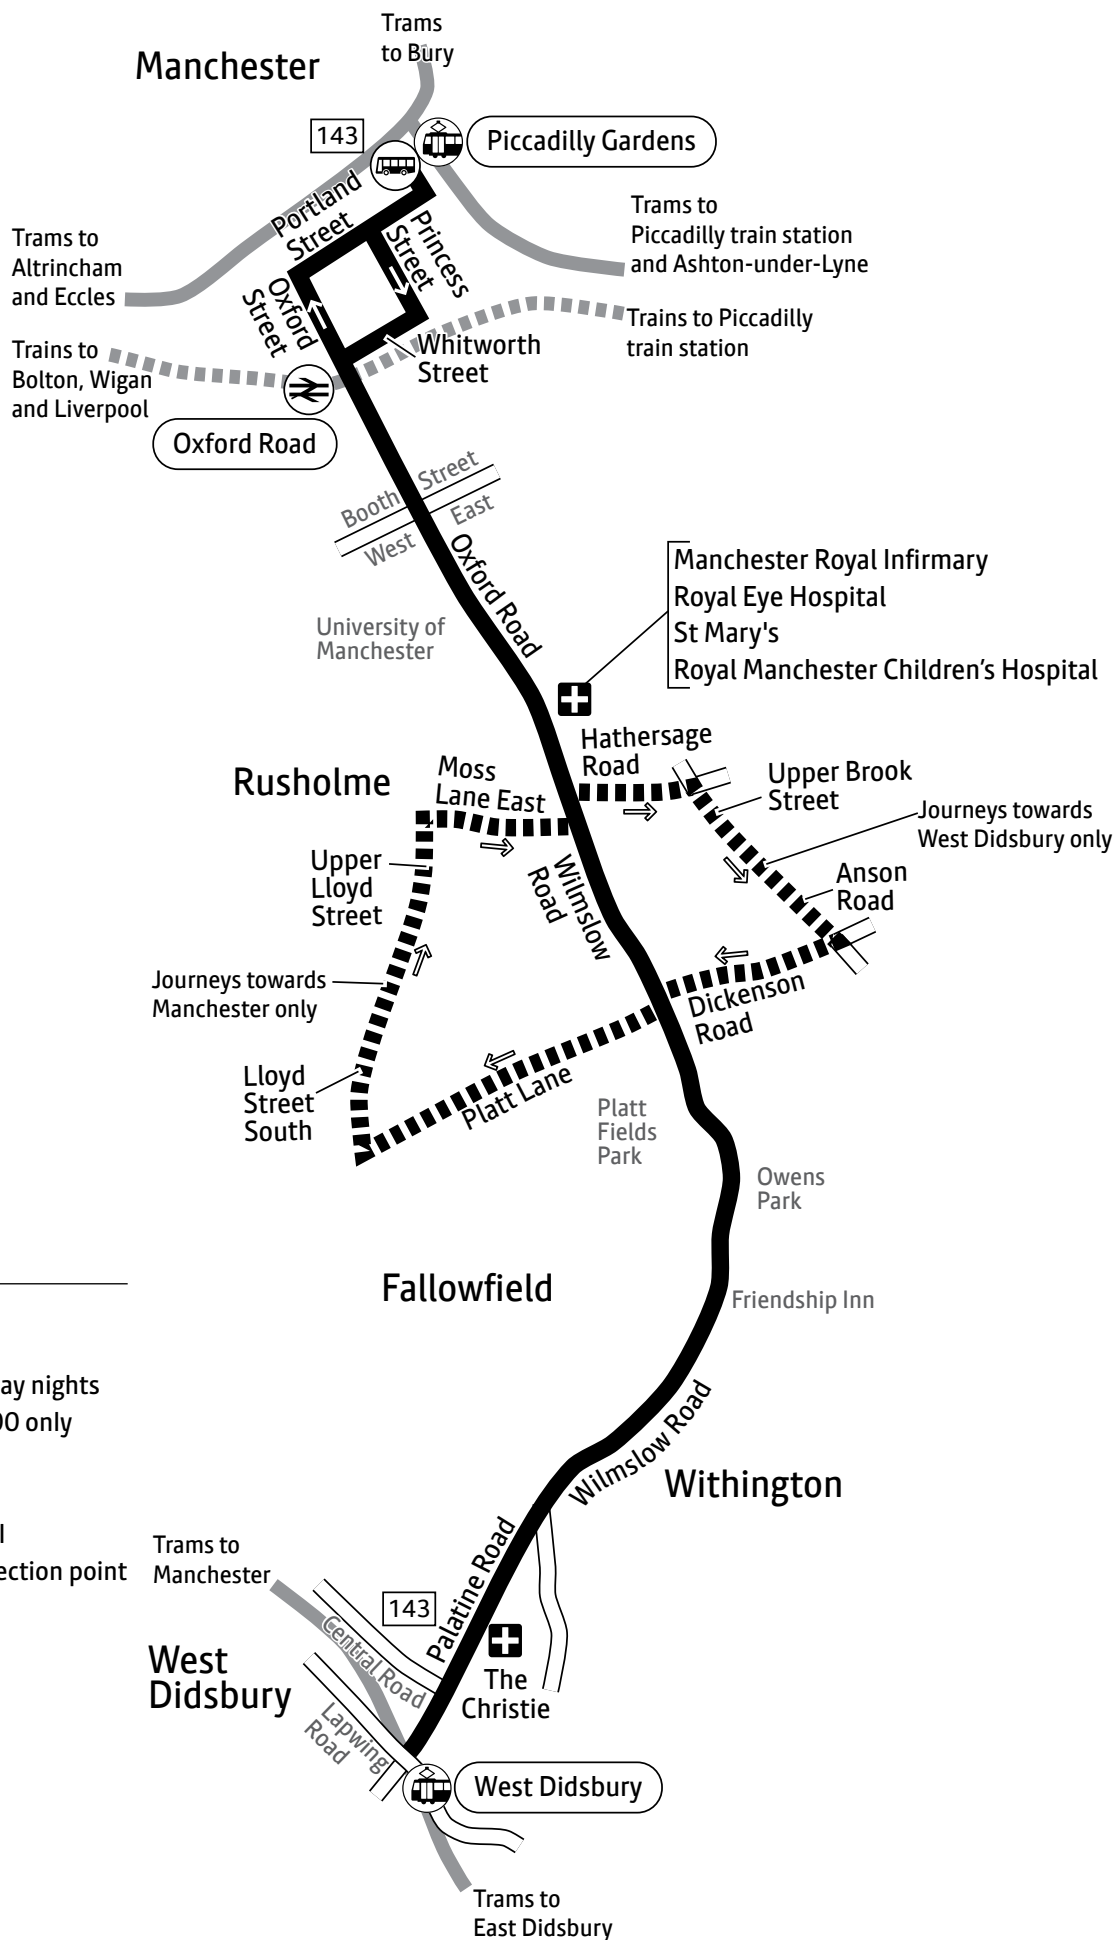 Trams
to Bury
Manchester
143
Piccadilly Gardens
Portland
Street
Princess
Street
Trams to
Piccadilly train station
and Ashton-under-Lyne
Trams to
Altrincham
and Eccles
Oxford
Street
Trains to Piccadilly
train station
Whitworth
Street
Trains to
Bolton, Wigan
and Liverpool
Oxford Road
Booth Street
West East
Oxford Road
Manchester Royal Infirmary
Royal Eye Hospital
St Mary's
Royal Manchester Children's Hospital
University of
Manchester
Hathersage
Road
Rusholme
Moss
Lane East
Upper Brook
Street
Journeys towards
West Didsbury only
Upper
Lloyd
Street
Wilmslow
Road
Anson
Road
Journeys towards
Manchester only
Dickenson
Road
Lloyd
Street
South
Platt Lane
Platt
Fields
Park
Owens
Park
Fallowfield
Friendship Inn
ay nights
00 only
Wilmslow Road
Withington
l
ection point
Trams to
Manchester
Palatine Road
143
Central Road
West
Didsbury
The
Christie
Lapwing
Road
West Didsbury
Trams to
East Didsbury